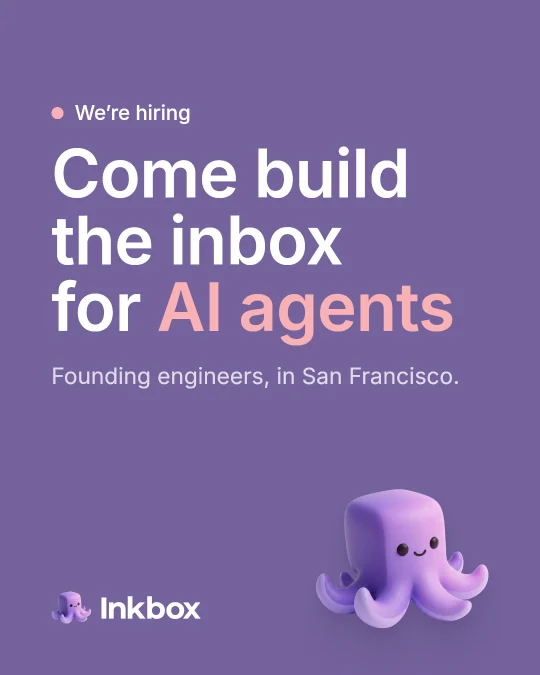 We’re hiring
Come build
the inbox
for AI agents
Founding engineers, in San Francisco.
Inkbox